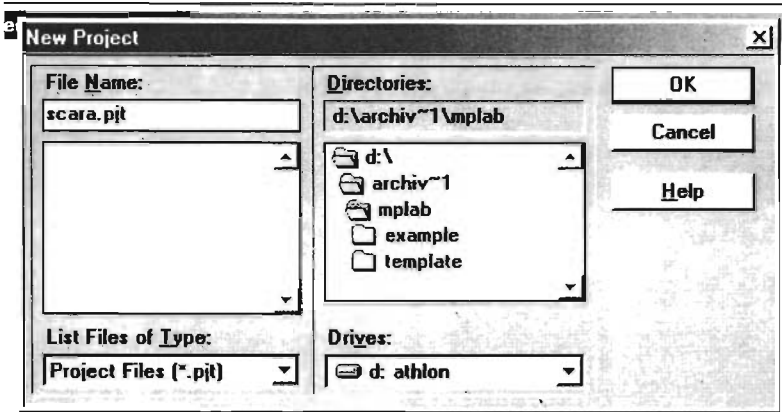 New Project
File Name:
scara.pjt
Directories:
d:\archiv~1\mplab
d:\
archiv~1
mplab
example
template
OK
Cancel
Help
List Files of Type:
Project Files (*.pjt)
Drives:
d: athlon